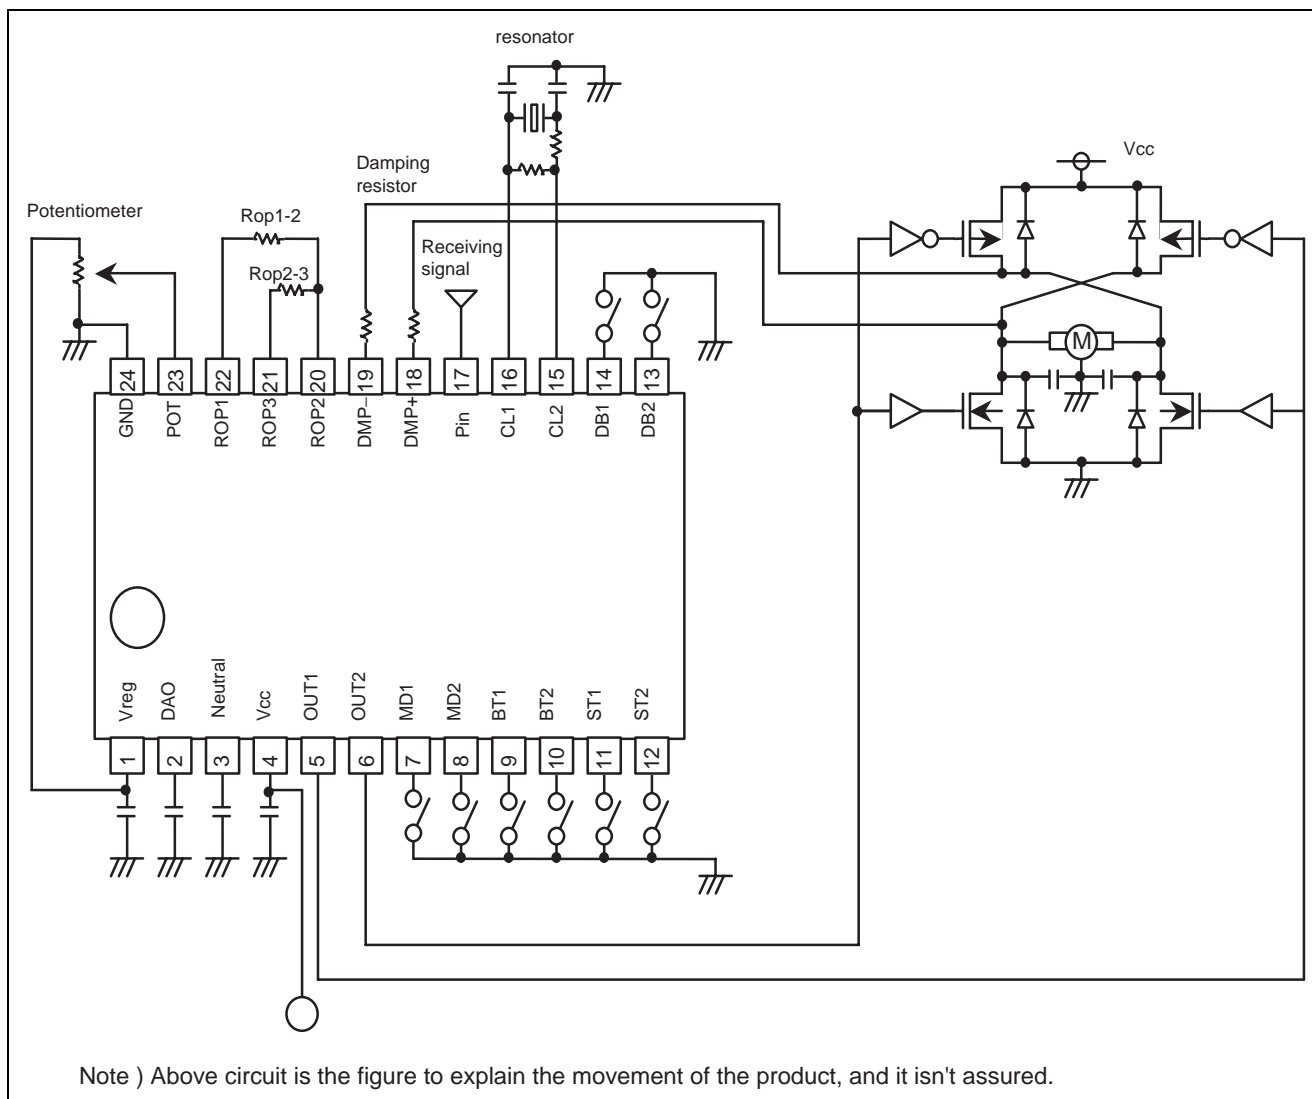 resonator
Vcc
Damping
resistor
Potentiometer
Rop1-2
Receiving
signal
Rop2-3
M
24
23
22
21
20
19
18
17
16
15
14
13
GND
POT
ROP1
ROP3
ROP2
DMP−
DMP+
Pin
CL1
CL2
DB1
DB2
Vreg
DAO
Neutral
Vcc
OUT1
OUT2
MD1
MD2
BT1
BT2
ST1
ST2
1
2
3
4
5
6
7
8
9
10
11
12
Note ) Above circuit is the figure to explain the movement of the product, and it isn't assured.